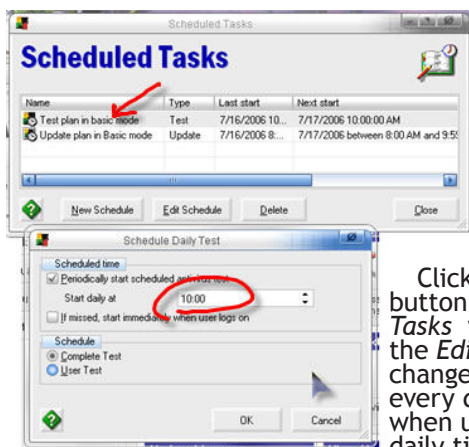 Scheduled Tasks
Scheduled Tasks
Name Type Last start Next start
Test plan in basic mode Test 7/16/2006 10... 7/17/2006 10:00:00 AM
Update plan in Basic mode Update 7/16/2006 8:... 7/17/2006 between 8:00 AM and 9:5
New Schedule Edit Schedule Delete Close
Schedule Daily Test
Scheduled time
Periodically start scheduled antivirus test
Start daily at 10:00
If missed, start immediately when user logs on
Schedule
Complete Test
User Test
OK Cancel
Click
button
Tasks
the Edi
change
every
when u
daily ti